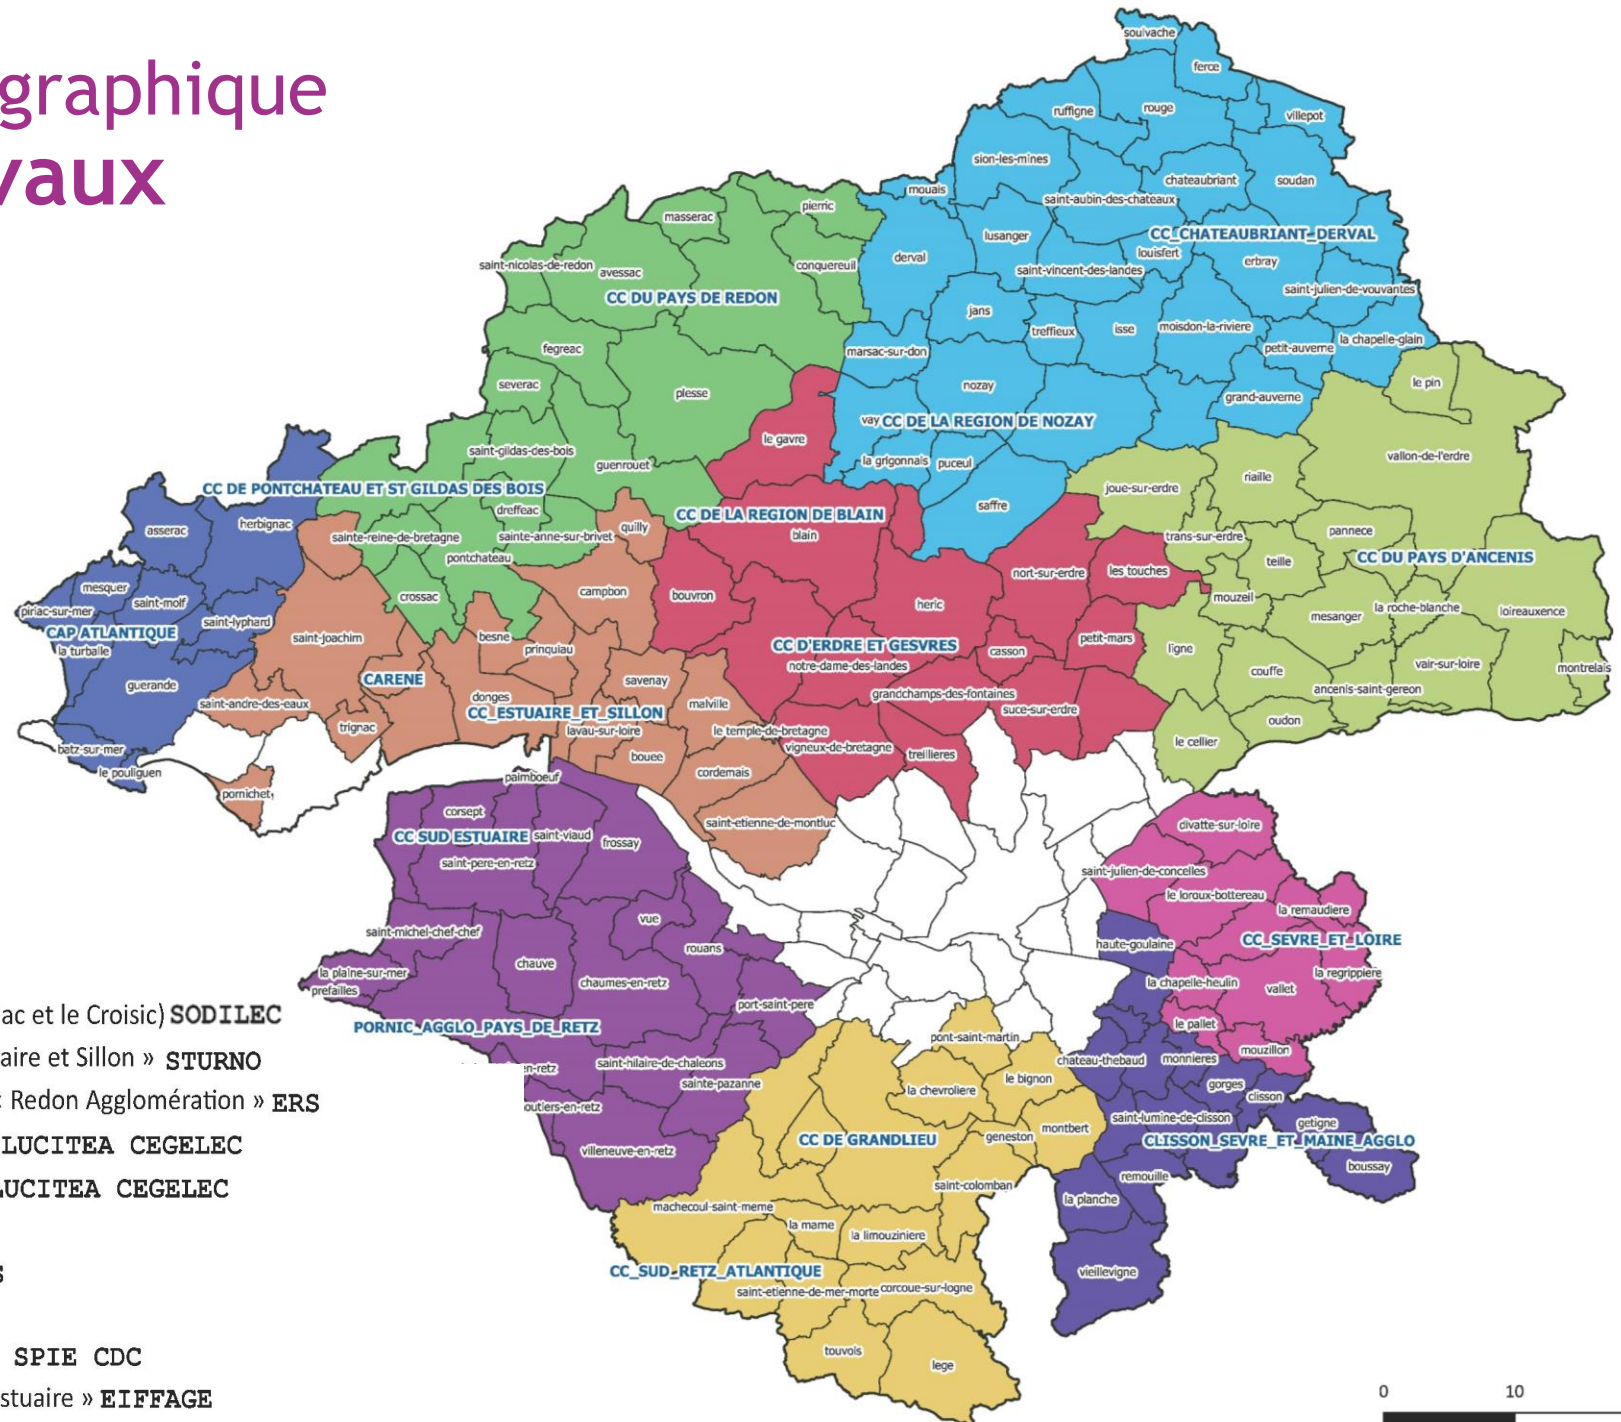 graphique
vaux
soulvache
ferce
ruffigne
rouge
villepot
sion-les-mines
chateaubriant
soudan
mouais
saint-aubin-des-chateaux
masserac
pierric
lusanger
CC_CHATEAUBRIANT_DERVAL
louisfert
derval
erbray
saint-nicolas-de-redon
avessac
conquereuil
saint-vincent-des-landes
saint-julien-de-vouvantes
CC DU PAYS DE REDON
jans
treffieux
isse
moisdon-la-riviere
la chapelle-glain
fegreac
marsac-sur-don
petit-auverne
severac
plesse
nozay
le pin
grand-auverne
vay
CC DE LA REGION DE NOZAY
le gavre
saint-gildas-des-bois
guenrouet
la grigonnais
puceul
vallon-de-l'erdre
CC DE PONTCHATEAU ET ST GILDAS DES BOIS
joue-sur-erdre
riaille
dreffeac
saffre
CC DE LA REGION DE BLAIN
asserac
herbignac
sainte-reine-de-bretagne
sainte-anne-sur-brivet
quilly
blain
trans-sur-erdre
pannece
pontchateau
teille
CC DU PAYS D'ANCENIS
nort-sur-erdre
les touches
mesquer
saint-molf
crossac
campbon
bouvron
heric
mouzeil
piriac-sur-mer
saint-lyphard
mesanger
la roche-blanche
loireauxence
CAP ATLANTIQUE
saint-joachim
besne
prinquiau
CC D'ERDRE ET GESVRES
casson
petit-mars
ligne
la turballe
notre-dame-des-landes
couffe
vair-sur-loire
montrelais
guerande
CARENE
savenay
grandchamps-des-fontaines
ancenis-saint-gereon
saint-andre-des-eaux
donges
malville
suce-sur-erdre
CC_ESTUAIRE_ET_SILLON
oudon
trignac
lavau-sur-loire
le temple-de-bretagne
le cellier
batz-sur-mer
bouee
vigneux-de-bretagne
treillieres
le pouliguen
paimboeuf
cordemais
pornichet
corsept
saint-etienne-de-montluc
divatte-sur-loire
CC SUD ESTUAIRE
saint-viaud
frossay
saint-pere-en-retz
saint-julien-de-concelles
le loroux-bottereau
la remaudiere
vue
saint-michel-chef-chef
rouans
haute-goulaine
CC_SEVRE_ET_LOIRE
chauve
la plaine-sur-mer
chaumes-en-retz
la chapelle-heulin
la regrippiere
prefailles
vallet
port-saint-pere
ac et le Croisic) SODILEC
PORNIC_AGGLO_PAYS_DE_RETZ
pont-saint-martin
le pallet
mouzillon
aire et Sillon » STURNO
en-retz
saint-hilaire-de-chaleons
chateau-thebaud
monnieres
sainte-pazanne
la chevroliere
le bignon
gorges
clisson
Redon Agglomération » ERS
outiers-en-retz
saint-lumine-de-clisson
getigne
LUCITEA CEGELEC
villeneuve-en-retz
CC DE GRANDLIEU
geneston
montbert
CLISSON_SEVRE_ET_MAINE_AGGLO
boussay
LUCITEA CEGELEC
saint-colomban
remouille
la planche
machecoul-saint-meme
la marne
la limouziniere
S
CC_SUD_RETZ_ATLANTIQUE
vieillevigne
saint-etienne-de-mer-morte
corcoue-sur-logne
SPIE CDC
touvois
lege
stuaire » EIFFAGE
0 10